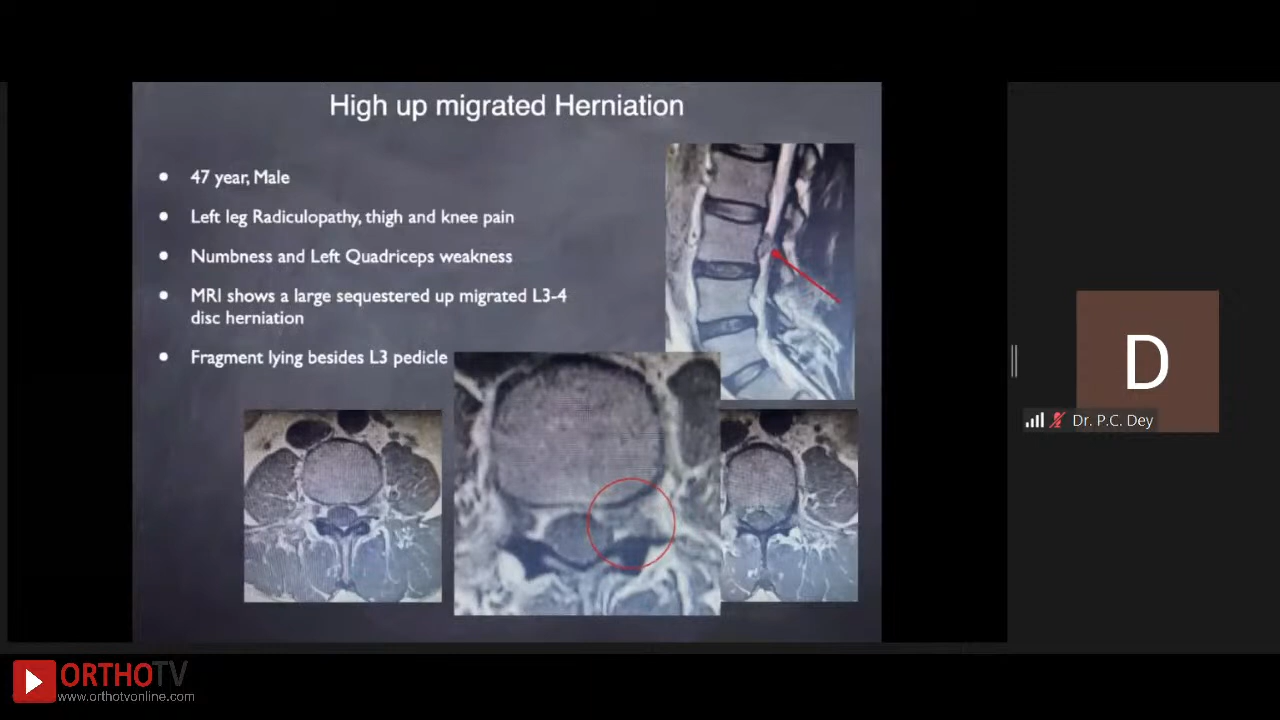 High up migrated Herniation
47 year, Male
Left leg Radiculopathy, thigh and knee pain
Numbness and Left Quadriceps weakness
MRI shows a large sequestered up migrated L3-4
disc herniation
Fragment lying besides L3 pedicle
D
Dr. P.C. Dey
ORTHOTV
www.orthotvonline.com